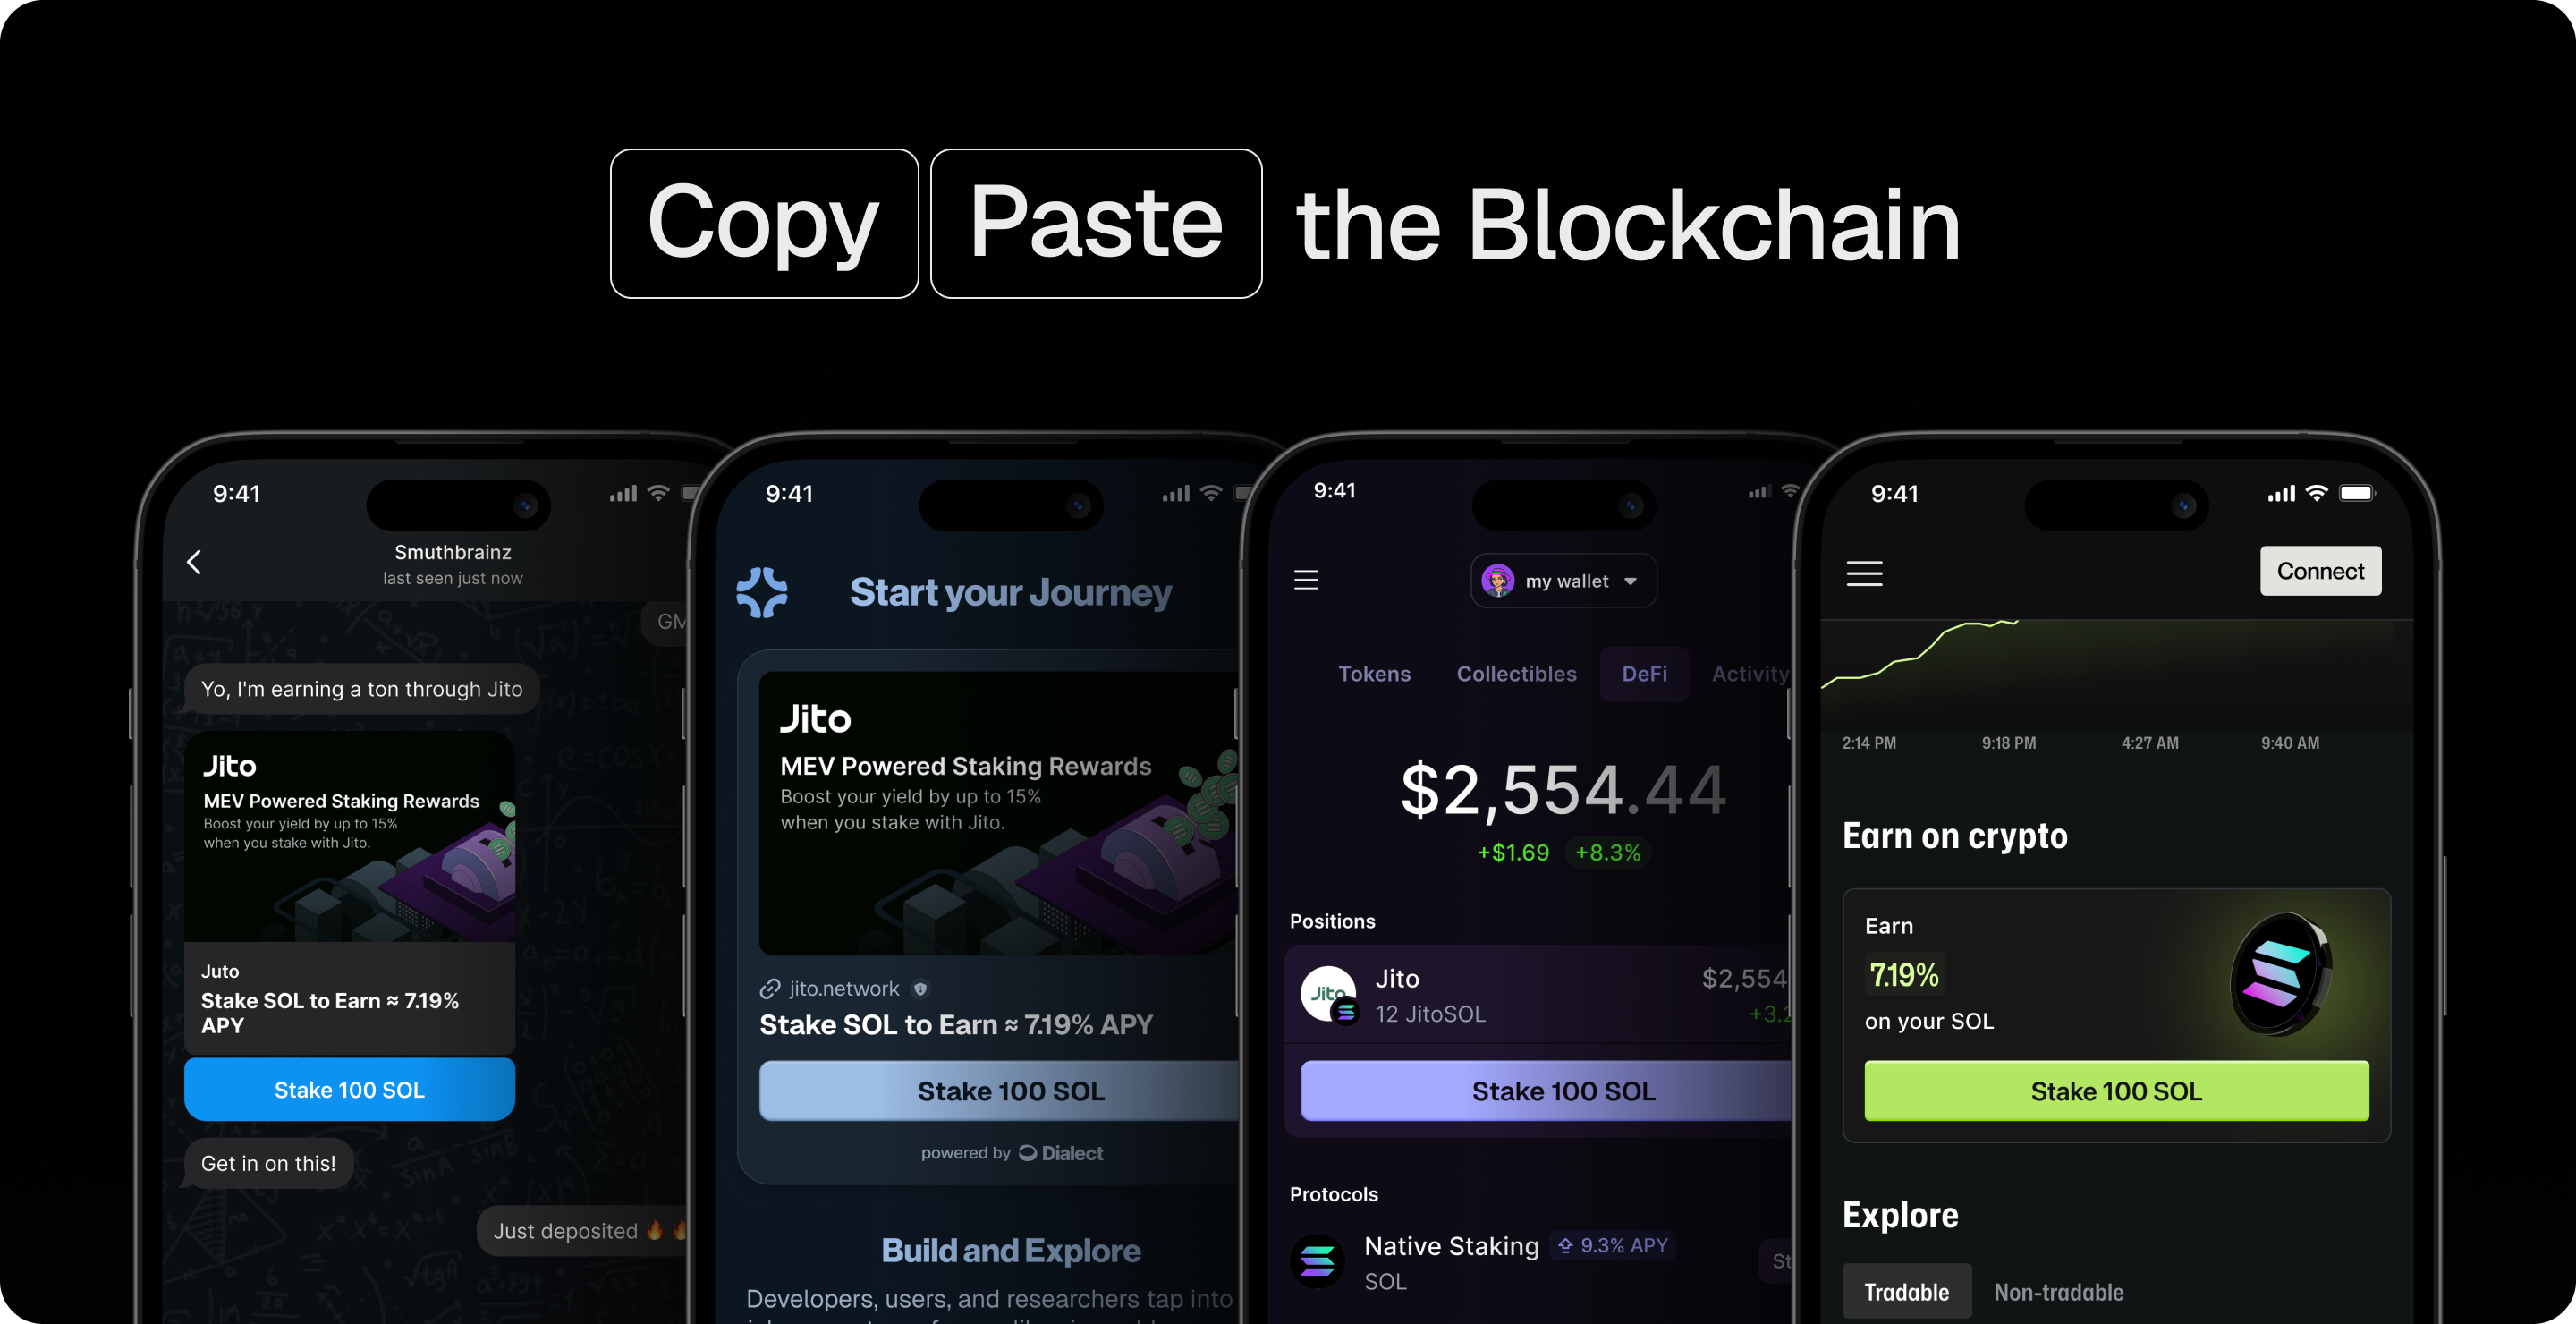 Copy Paste the Blockchain
9:41
Smuthbrainz
last seen just now
GM
Yo, I'm earning a ton through Jito
Jito
MEV Powered Staking Rewards
Boost your yield by up to 15%
when you stake with Jito.
Juto
Stake SOL to Earn ≈ 7.19%
APY
Stake 100 SOL
Get in on this!
Just deposited 🔥🔥
9:41
Start your Journey
Jito
MEV Powered Staking Rewards
Boost your yield by up to 15%
when you stake with Jito.
jito.network
Stake SOL to Earn ≈ 7.19% APY
Stake 100 SOL
powered by Dialect
Build and Explore
Developers, users, and researchers tap into
9:41
my wallet
Tokens Collectibles DeFi Activity
$2,554.44
+$1.69 +8.3%
Positions
Jito
Jito $2,554
12 JitoSOL +3.2
Stake 100 SOL
Protocols
Native Staking 9.3% APY
SOL
St
9:41
Connect
2:14 PM 9:18 PM 4:27 AM 9:40 AM
Earn on crypto
Earn
7.19%
on your SOL
Stake 100 SOL
Explore
Tradable Non-tradable